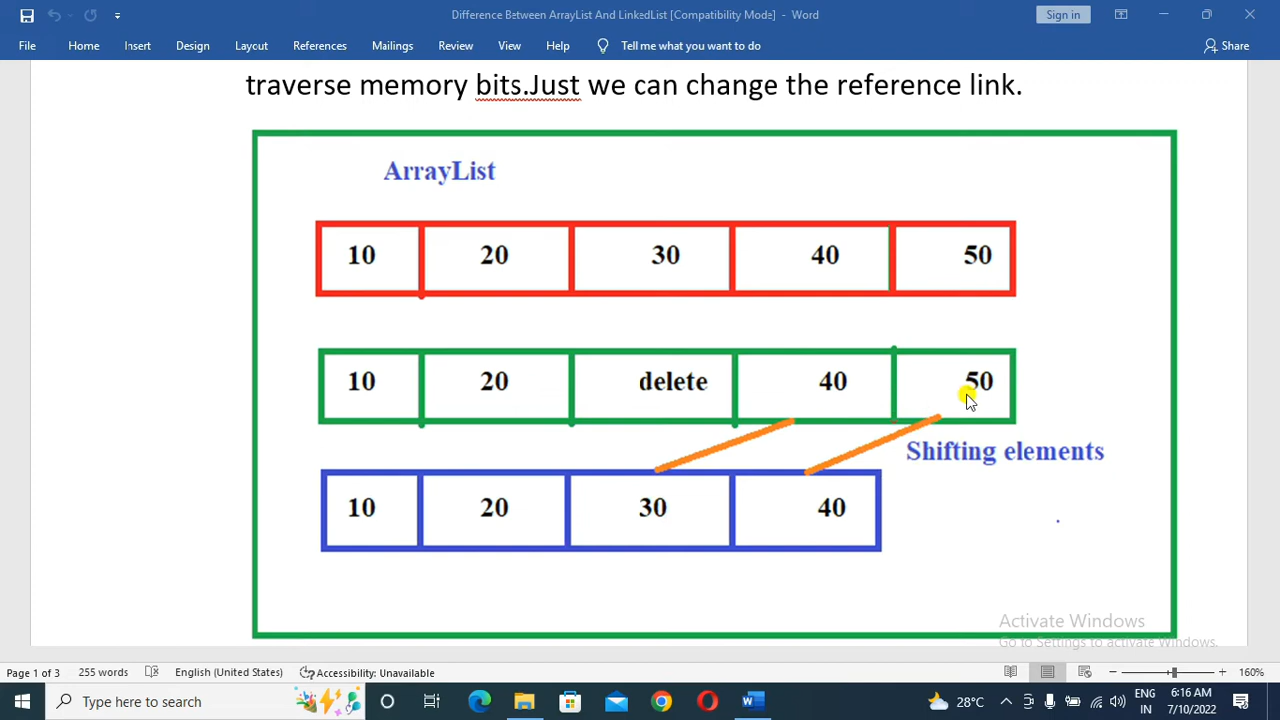 Difference Between ArrayList And LinkedList [Compatibility Mode] - Word
Sign in
File Home Insert Design Layout References Mailings Review View Help Tell me what you want to do Share
traverse memory bits.Just we can change the reference link.
ArrayList
10 20 30 40 50
10 20 delete 40 50
Shifting elements
10 20 30 40
Activate Windows
Go to Settings to activate Windows.
Page 1 of 3 255 words English (United States) Accessibility: Unavailable 160%
Type here to search 28°C ENG 6:16 AM
IN 7/10/2022